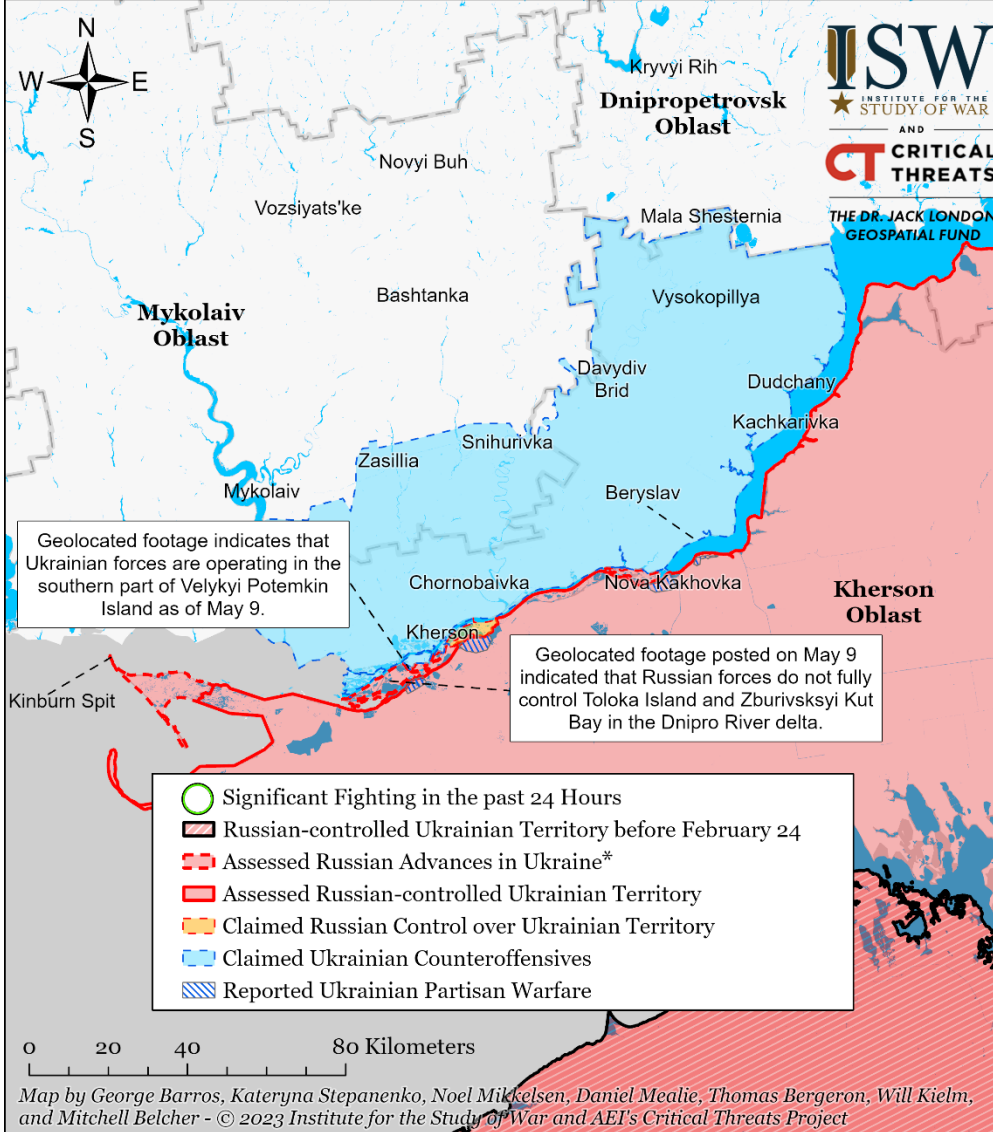 N
W
E
S
ISW
INSTITUTE FOR THE
STUDY OF WAR
AND
CT CRITICAL
THREATS
THE DR. JACK LONDON
GEOSPATIAL FUND
Kryvyi Rih
Dnipropetrovsk
Oblast
Novyi Buh
Vozsiyats'ke
Mala Shesternia
Bashtanka
Vysokopillya
Mykolaiv
Oblast
Davydiv
Brid
Dudchany
Kachkarivka
Snihurivka
Zasillia
Mykolaiv
Beryslav
Geolocated footage indicates that
Ukrainian forces are operating in the
southern part of Velykyi Potemkin
Island as of May 9.
Chornobaivka
Nova Kakhovka
Kherson
Oblast
Kherson
Geolocated footage posted on May 9
indicated that Russian forces do not fully
control Toloka Island and Zburivsksyi Kut
Bay in the Dnipro River delta.
Kinburn Spit
Significant Fighting in the past 24 Hours
Russian-controlled Ukrainian Territory before February 24
Assessed Russian Advances in Ukraine*
Assessed Russian-controlled Ukrainian Territory
Claimed Russian Control over Ukrainian Territory
Claimed Ukrainian Counteroffensives
Reported Ukrainian Partisan Warfare
0 20 40 80 Kilometers
Map by George Barros, Kateryna Stepanenko, Noel Mikkelsen, Daniel Mealie, Thomas Bergeron, Will Kielm,
and Mitchell Belcher - © 2023 Institute for the Study of War and AEI's Critical Threats Project